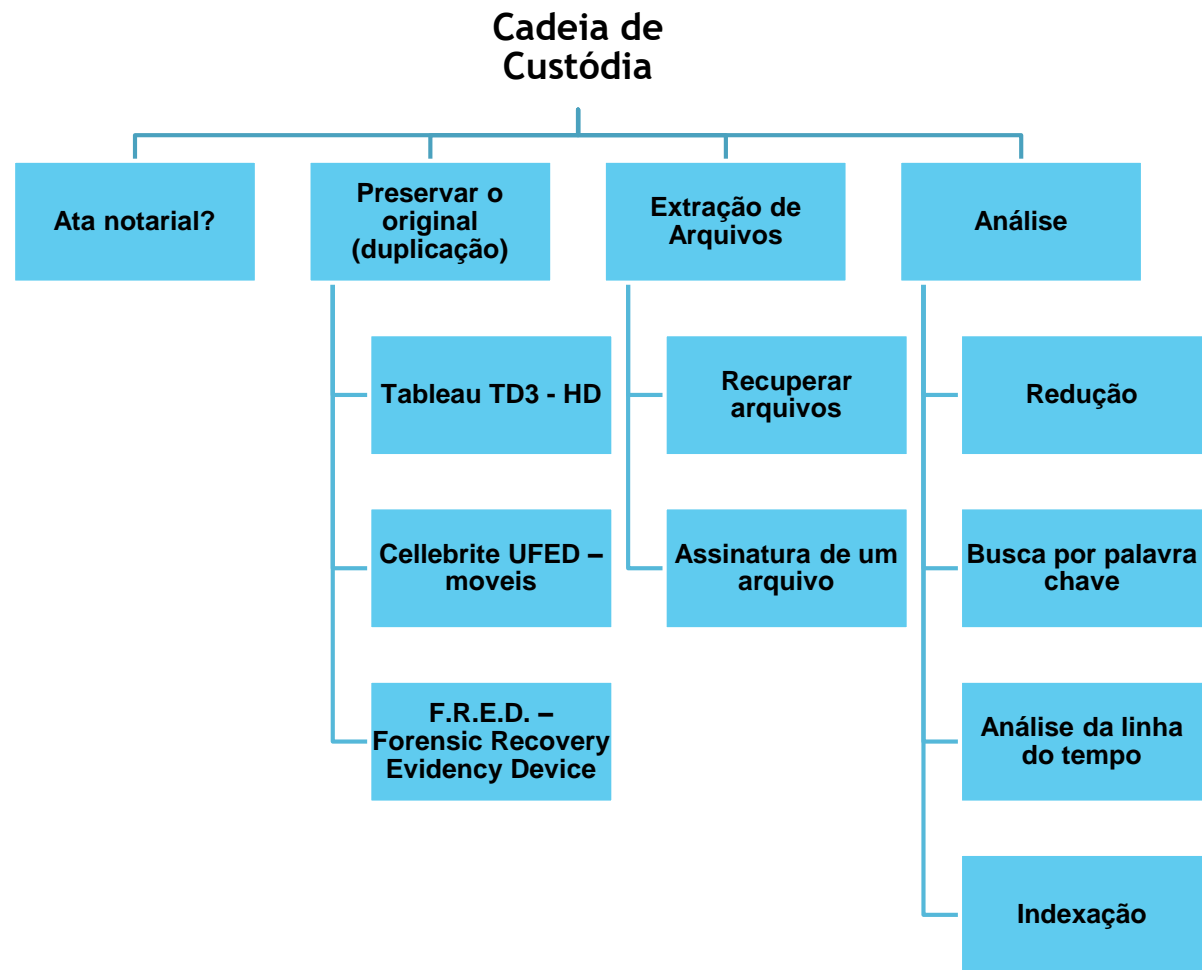 Cadeia de
Custódia
Ata notarial?
Preservar o
original
(duplicação)
Extração de
Arquivos
Análise
Tableau TD3 - HD
Recuperar
arquivos
Redução
Cellebrite UFED –
moveis
Assinatura de um
arquivo
Busca por palavra
chave
F.R.E.D. –
Forensic Recovery
Evidency Device
Análise da linha
do tempo
Indexação